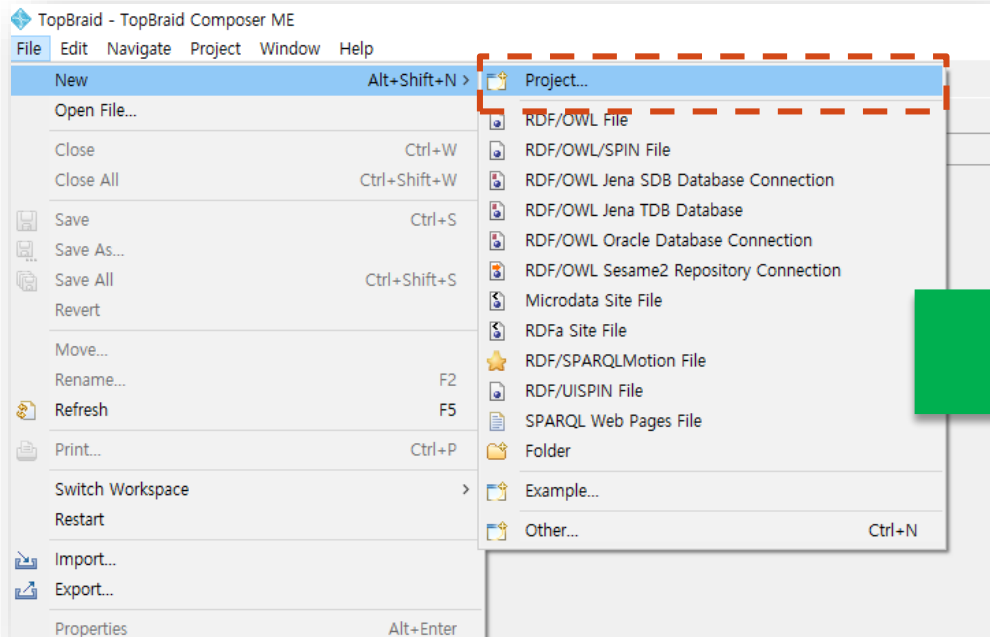 TopBraid - TopBraid Composer ME
File Edit Navigate Project Window Help
New Alt+Shift+N >
Open File...
Close Ctrl+W
Close All Ctrl+Shift+W
Save Ctrl+S
Save As...
Save All Ctrl+Shift+S
Revert
Move...
Rename... F2
Refresh F5
Print... Ctrl+P
Switch Workspace >
Restart
Import...
Export...
Properties Alt+Enter
Project...
RDF/OWL File
RDF/OWL/SPIN File
RDF/OWL Jena SDB Database Connection
RDF/OWL Jena TDB Database
RDF/OWL Oracle Database Connection
RDF/OWL Sesame2 Repository Connection
Microdata Site File
RDFa Site File
RDF/SPARQLMotion File
RDF/UISPIN File
SPARQL Web Pages File
Folder
Example...
Other... Ctrl+N